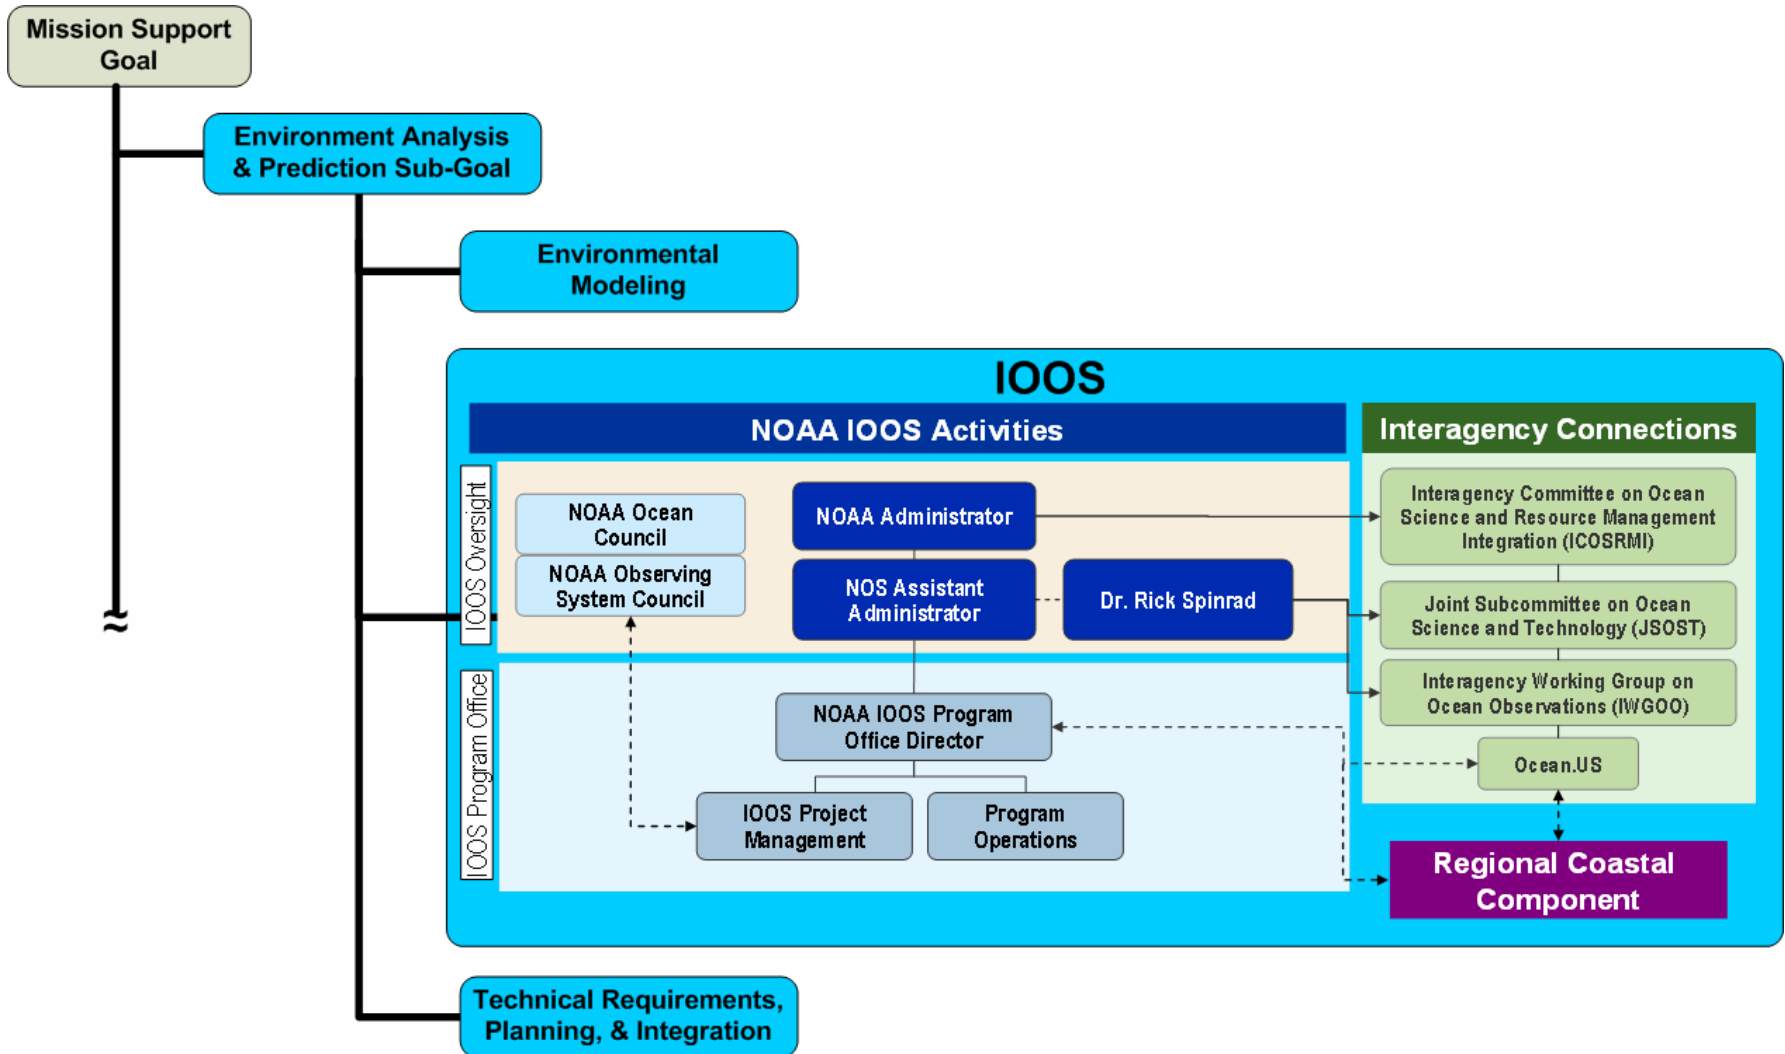 Mission Support
Goal
Environment Analysis
& Prediction Sub-Goal
Environmental
Modeling
IOOS
NOAA IOOS Activities
Interagency Connections
IOOS Oversight
NOAA Ocean
Council
NOAA Observing
System Council
NOAA Administrator
NOS Assistant
Administrator
Dr. Rick Spinrad
Interagency Committee on Ocean
Science and Resource Management
Integration (ICOSRMI)
Joint Subcommittee on Ocean
Science and Technology (JSOST)
Interagency Working Group on
Ocean Observations (IWGOO)
Ocean.US
IOOS Program Office
NOAA IOOS Program
Office Director
IOOS Project
Management
Program
Operations
Regional Coastal
Component
Technical Requirements,
Planning, & Integration